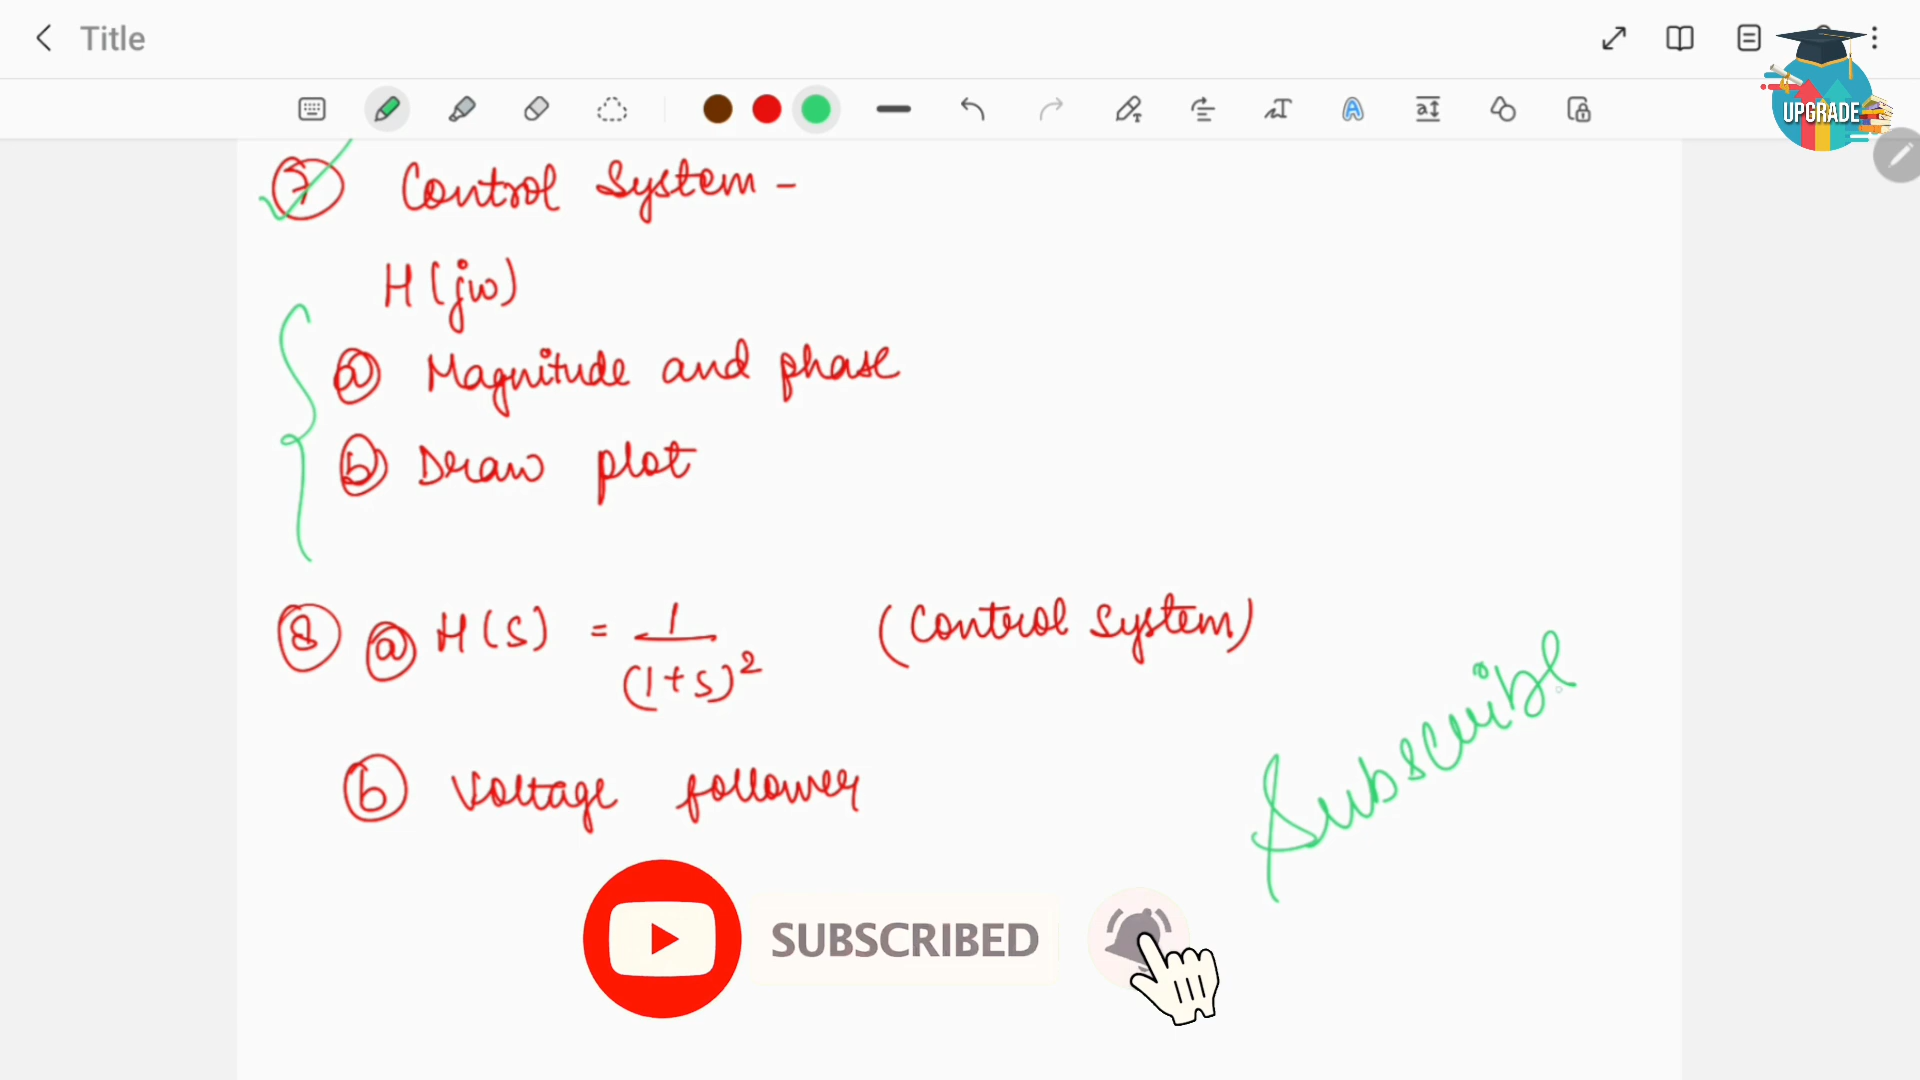 Title
UPGRADE
7 Control System -
H(jω)
a Magnitude and phase
b Draw plot
8 a H(S) = 1/(1+S)² (Control System)
b Voltage follower
Subscribe
SUBSCRIBED